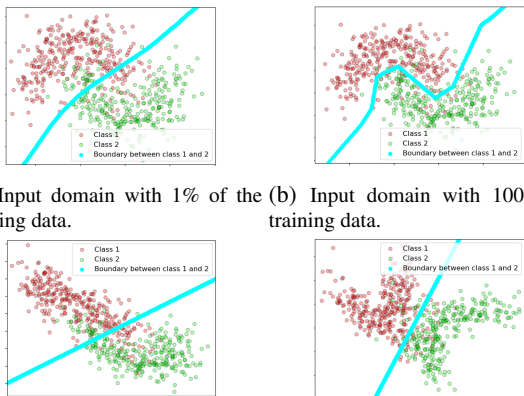 Class 1
Class 2
Boundary between class 1 and 2
Class 1
Class 2
Boundary between class 1 and 2
Input domain with 1% of the
ing data.
(b) Input domain with 100
training data.
Class 1
Class 2
Boundary between class 1 and 2
Class 1
Class 2
Boundary between class 1 and 2